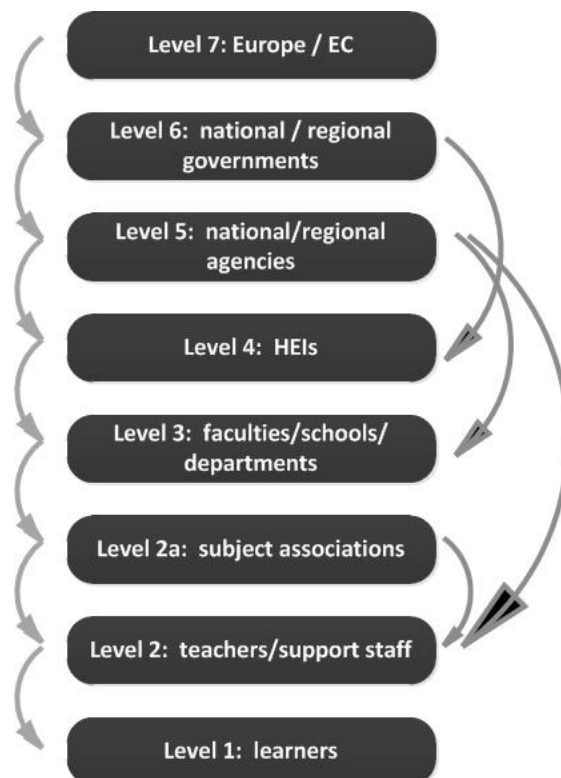 Level 7: Europe / EC
Level 6: national / regional
governments
Level 5: national/regional
agencies
Level 4: HEIs
Level 3: faculties/schools/
departments
Level 2a: subject associations
Level 2: teachers/support staff
Level 1: learners